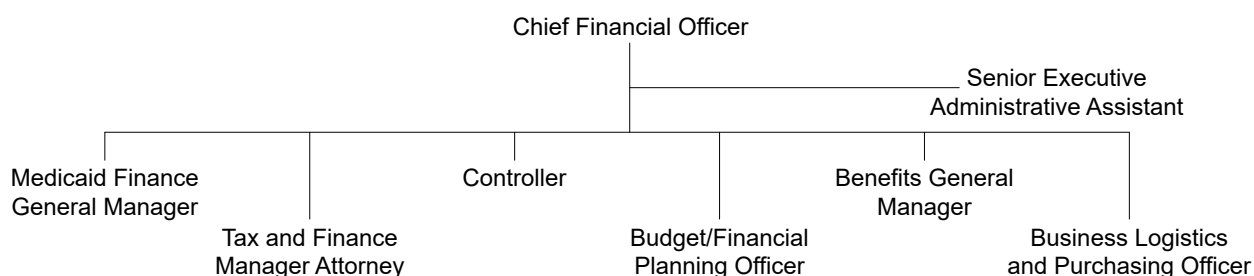 Chief Financial Officer
Senior Executive
Administrative Assistant
Medicaid Finance
General Manager
Controller
Benefits General
Manager
Tax and Finance
Manager Attorney
Budget/Financial
Planning Officer
Business Logistics
and Purchasing Officer